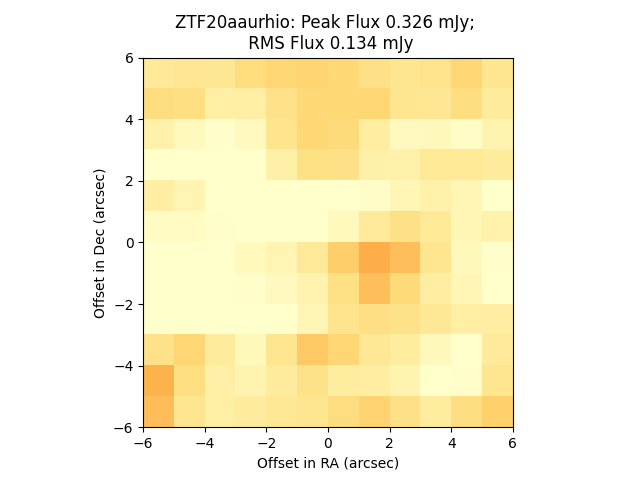 ZTF20aaurhio: Peak Flux 0.326 mJy;
RMS Flux 0.134 mJy
6
4
2
0
−2
−4
−6
Offset in Dec (arcsec)
−6 −4 −2 0 2 4 6
Offset in RA (arcsec)